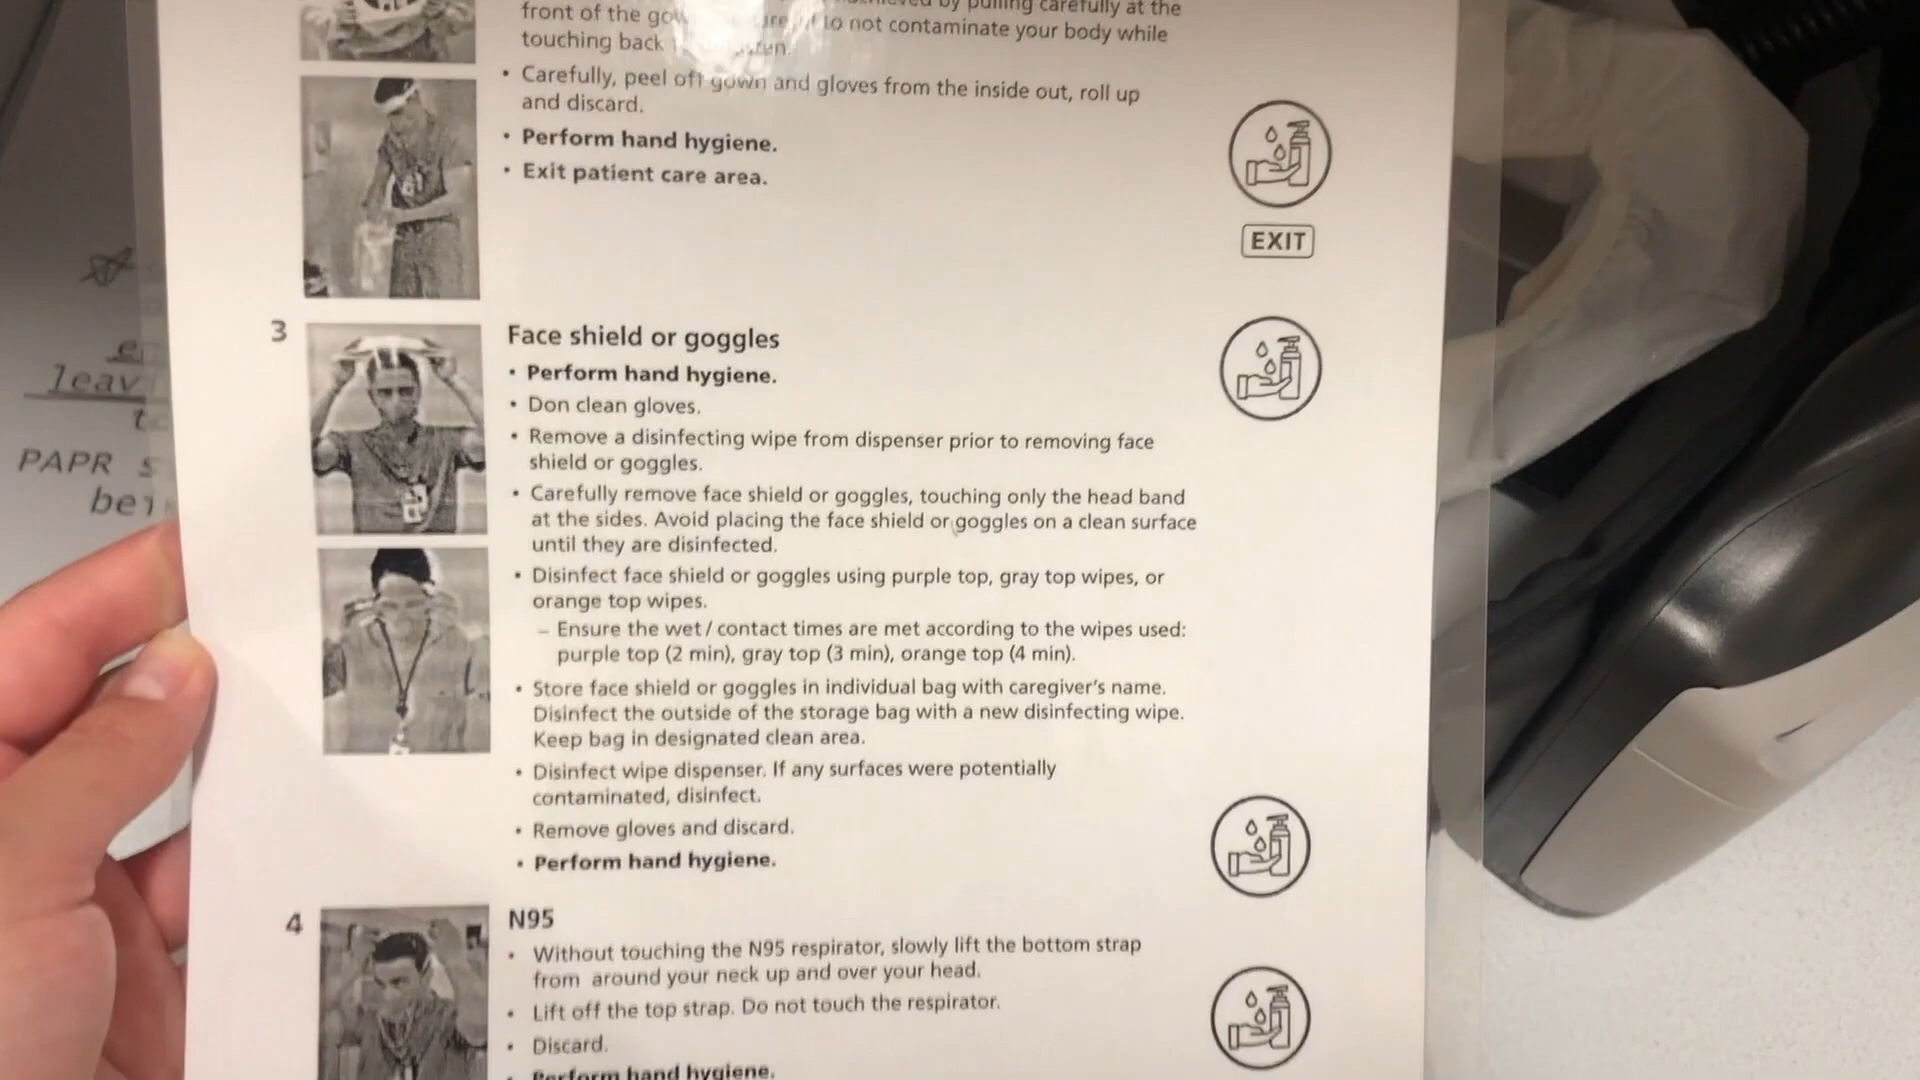 by pulling carefully at the
front of the to not contaminate your body while
touching back
• Carefully, peel off gown and gloves from the inside out, roll up
and discard.
• Perform hand hygiene.
• Exit patient care area.
EXIT
3
Face shield or goggles
• Perform hand hygiene.
• Don clean gloves.
• Remove a disinfecting wipe from dispenser prior to removing face
shield or goggles.
• Carefully remove face shield or goggles, touching only the head band
at the sides. Avoid placing the face shield or goggles on a clean surface
until they are disinfected.
• Disinfect face shield or goggles using purple top, gray top wipes, or
orange top wipes.
– Ensure the wet / contact times are met according to the wipes used:
purple top (2 min), gray top (3 min), orange top (4 min).
• Store face shield or goggles in individual bag with caregiver's name.
Disinfect the outside of the storage bag with a new disinfecting wipe.
Keep bag in designated clean area.
• Disinfect wipe dispenser. If any surfaces were potentially
contaminated, disinfect.
• Remove gloves and discard.
• Perform hand hygiene.
4
N95
• Without touching the N95 respirator, slowly lift the bottom strap
from around your neck up and over your head.
• Lift off the top strap. Do not touch the respirator.
• Discard.
• Perform hand hygiene.
leav
PAPR s
bei